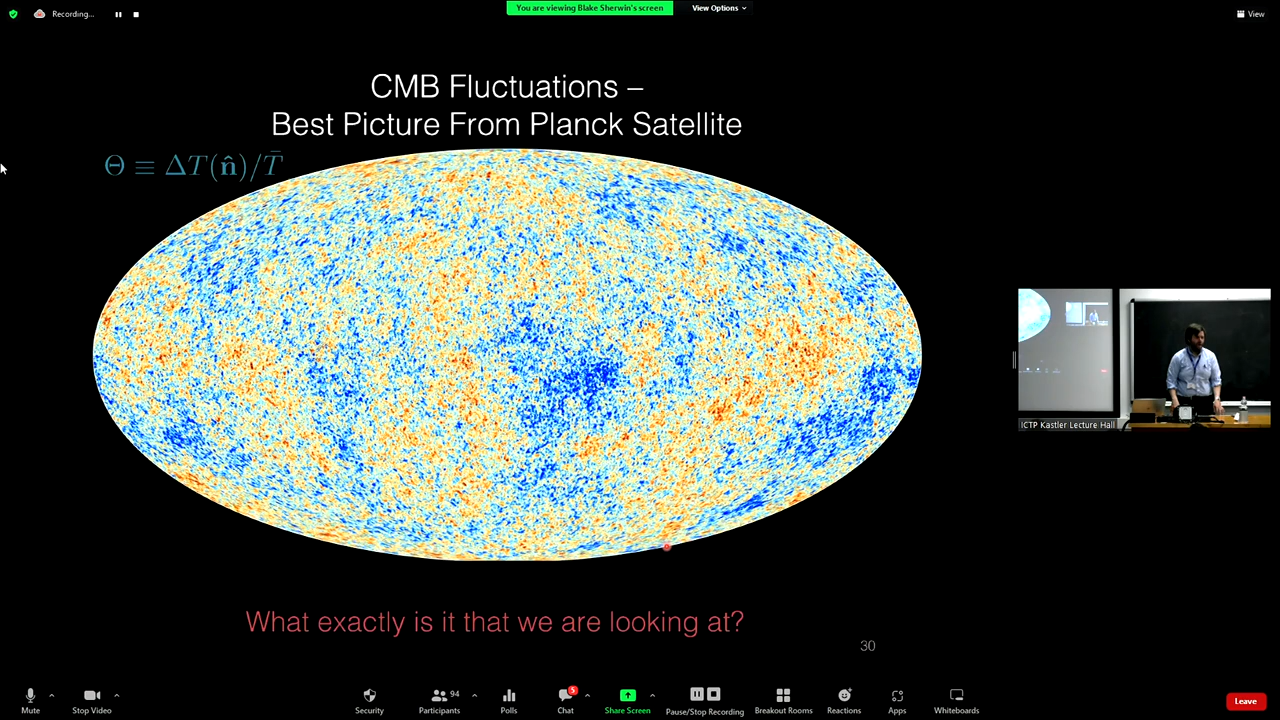 Recording...
You are viewing Blake Sherwin's screen
View Options
View
CMB Fluctuations –
Best Picture From Planck Satellite
Θ ≡ ΔT(n̂)/T̄
ICTP Kastler Lecture Hall
What exactly is it that we are looking at?
30
94
5
Mute
Stop Video
Security
Participants
Polls
Chat
Share Screen
Pause/Stop Recording
Breakout Rooms
Reactions
Apps
Whiteboards
Leave